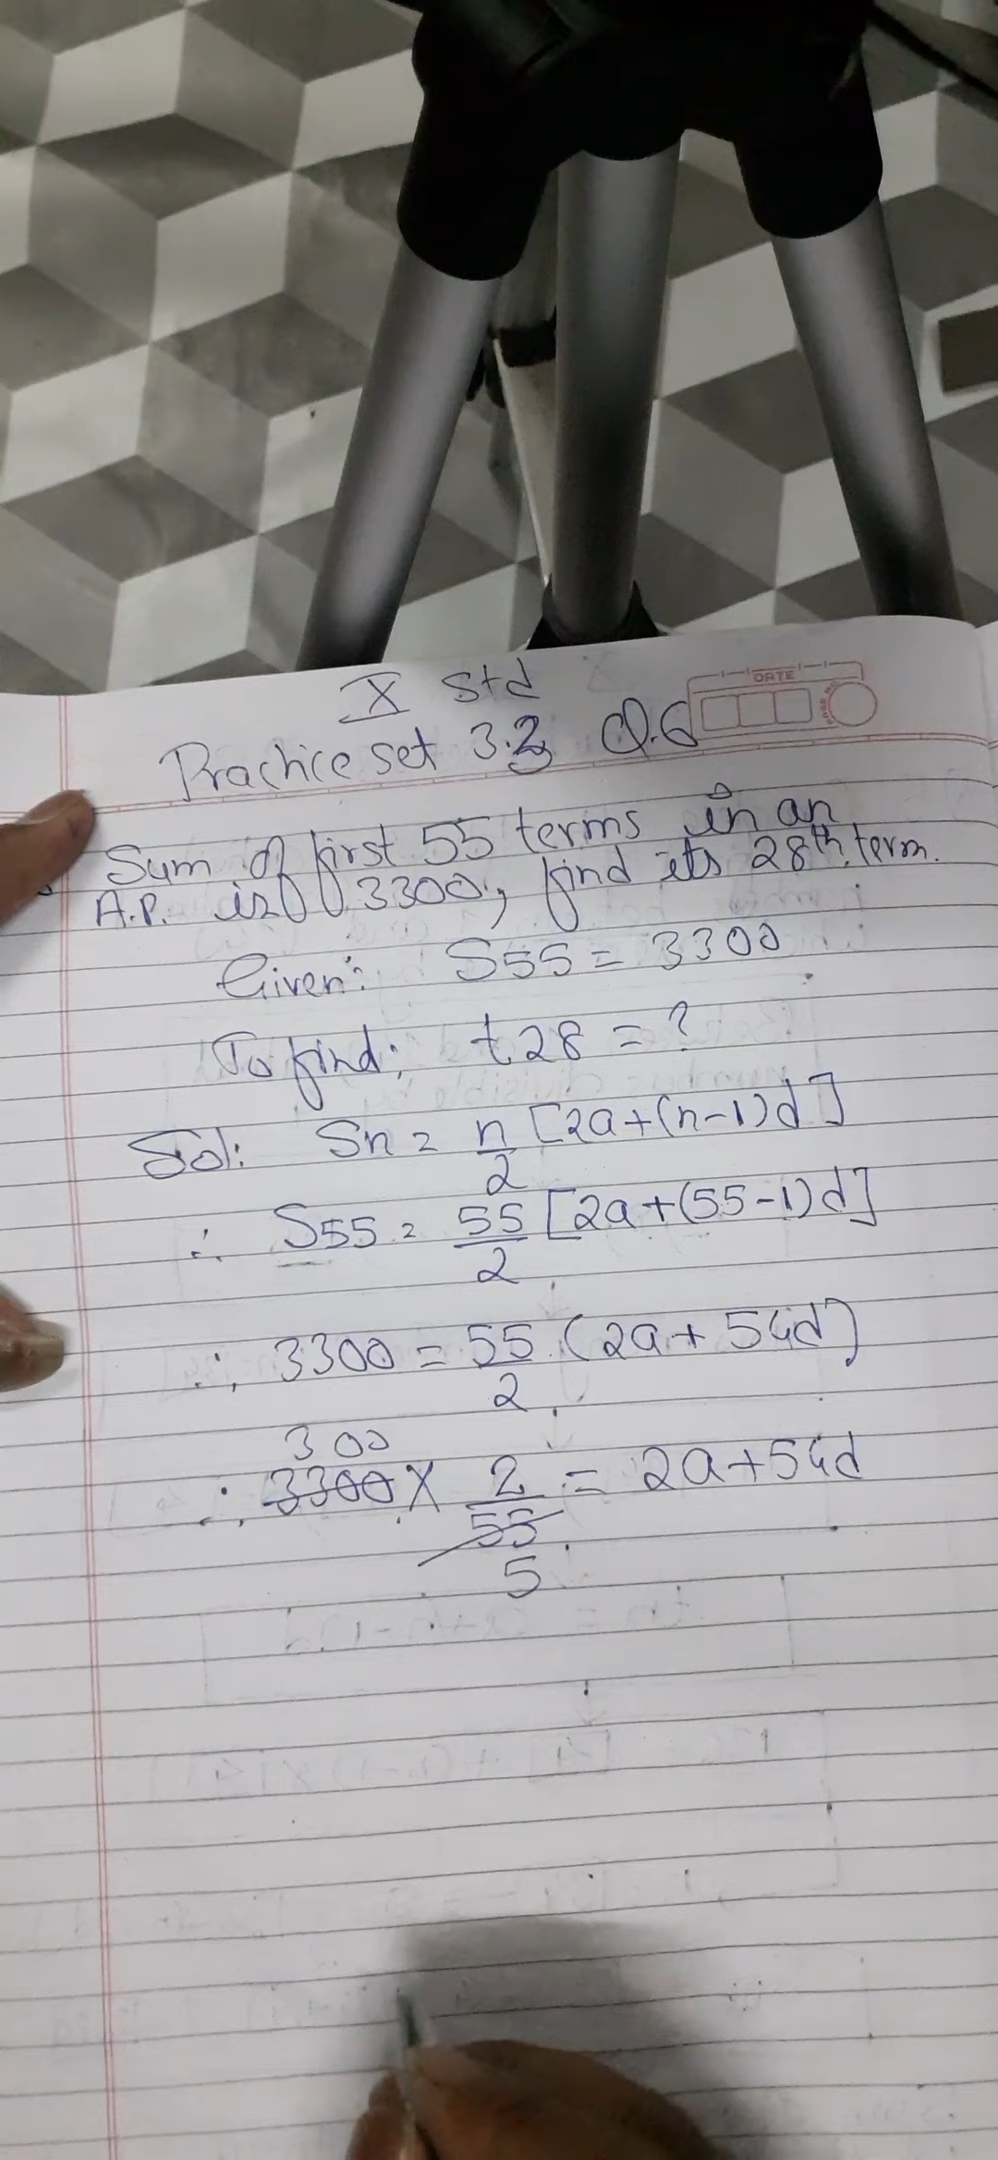 X Std
DATE
Practice set 3.3 Q.6
Sum of first 55 terms in an
A.P. is 3300, find its 28th term.
Given: S55 = 3300
To find: t28 = ?
Sol: Sn = n/2 [2a+(n-1)d]
∴ S55 = 55/2 [2a+(55-1)d]
∴ 3300 = 55/2 (2a+54d)
300
∴ 3300 × 2/55 = 2a+54d
5